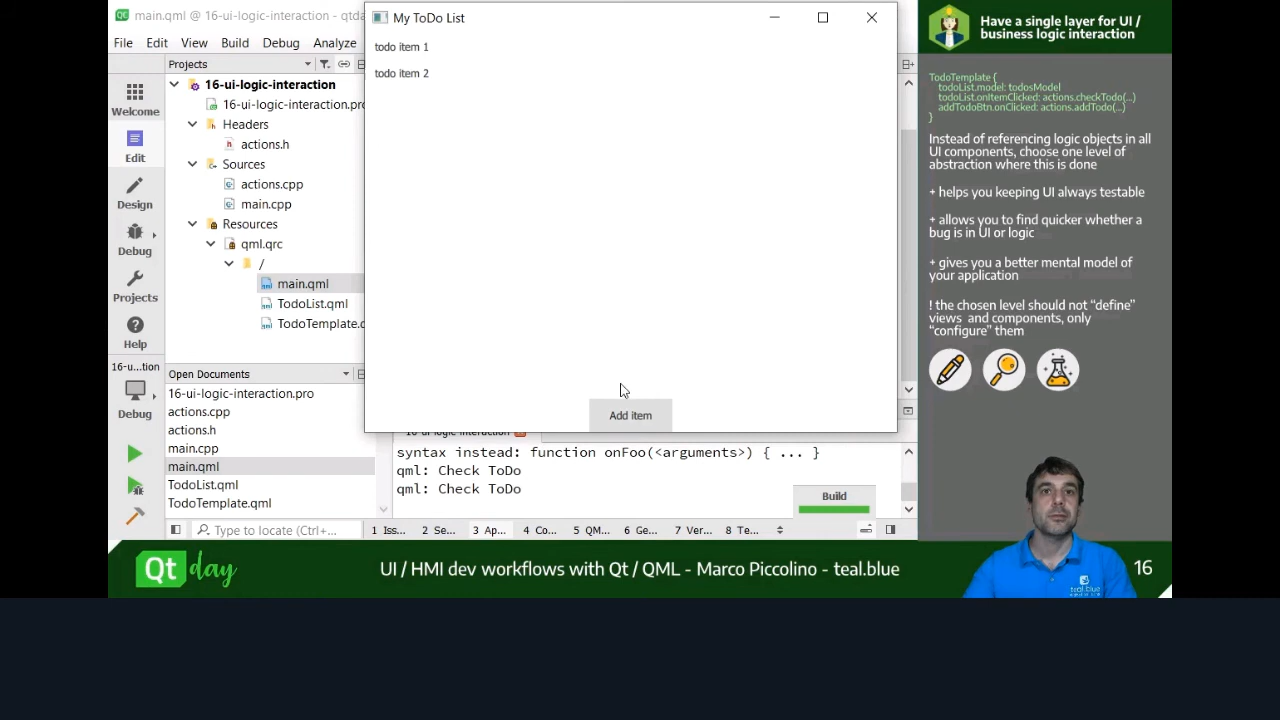 main.qml @ 16-ui-logic-interaction - qtda
File Edit View Build Debug Analyze
Welcome
Edit
Design
Debug
Projects
Help
16-u...tion
Debug
Projects
16-ui-logic-interaction
16-ui-logic-interaction.pro
Headers
actions.h
Sources
actions.cpp
main.cpp
Resources
qml.qrc
/
main.qml
TodoList.qml
TodoTemplate.q
Open Documents
16-ui-logic-interaction.pro
actions.cpp
actions.h
main.cpp
main.qml
TodoList.qml
TodoTemplate.qml
Type to locate (Ctrl+...
My ToDo List
todo item 1
todo item 2
Add item
16-ui-logic-interaction
syntax instead: function onFoo(<arguments>) { ... }
qml: Check ToDo
qml: Check ToDo
Build
1 Iss... 2 Se... 3 Ap... 4 Co... 5 QM... 6 Ge... 7 Ver... 8 Te...
Have a single layer for UI /
business logic interaction
TodoTemplate {
todoList.model: todosModel
todoList.onItemClicked: actions.checkTodo(...)
addTodoBtn.onClicked: actions.addTodo(...)
}
Instead of referencing logic objects in all
UI components, choose one level of
abstraction where this is done
+ helps you keeping UI always testable
+ allows you to find quicker whether a
bug is in UI or logic
+ gives you a better mental model of
your application
! the chosen level should not “define”
views and components, only
“configure” them
teal.blue
Qt day
UI / HMI dev workflows with Qt / QML - Marco Piccolino - teal.blue
16